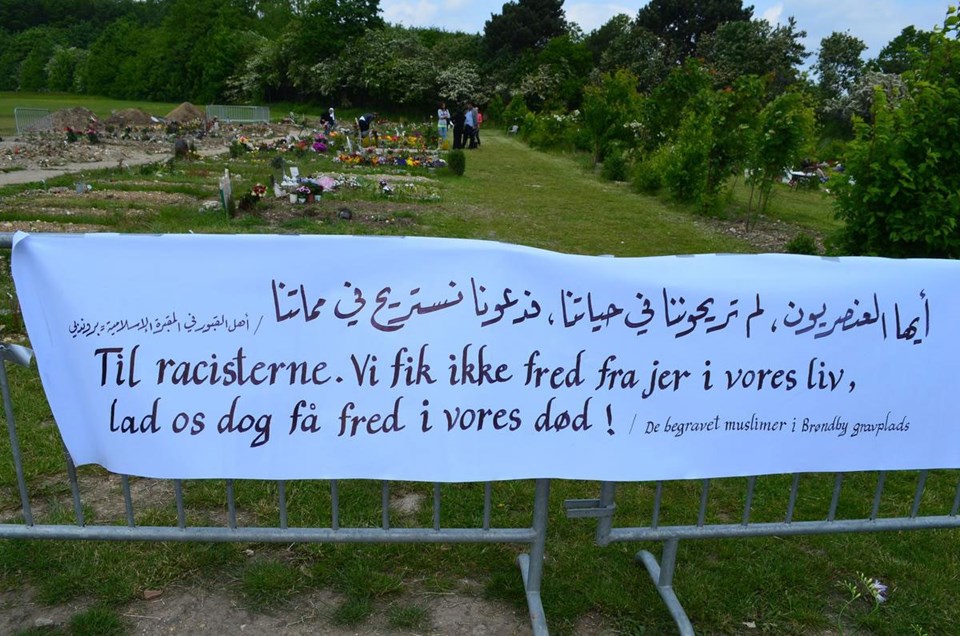 أيها العنصريون، لم تريحوننا في حياتنا، فدعونا نستريح في مماتنا / أهل القبور في المقبرة الإسلامية - بروندبي
Til racisterne. Vi fik ikke fred fra jer i vores liv,
lad os dog få fred i vores død! / De begravet muslimer i Brøndby gravplads